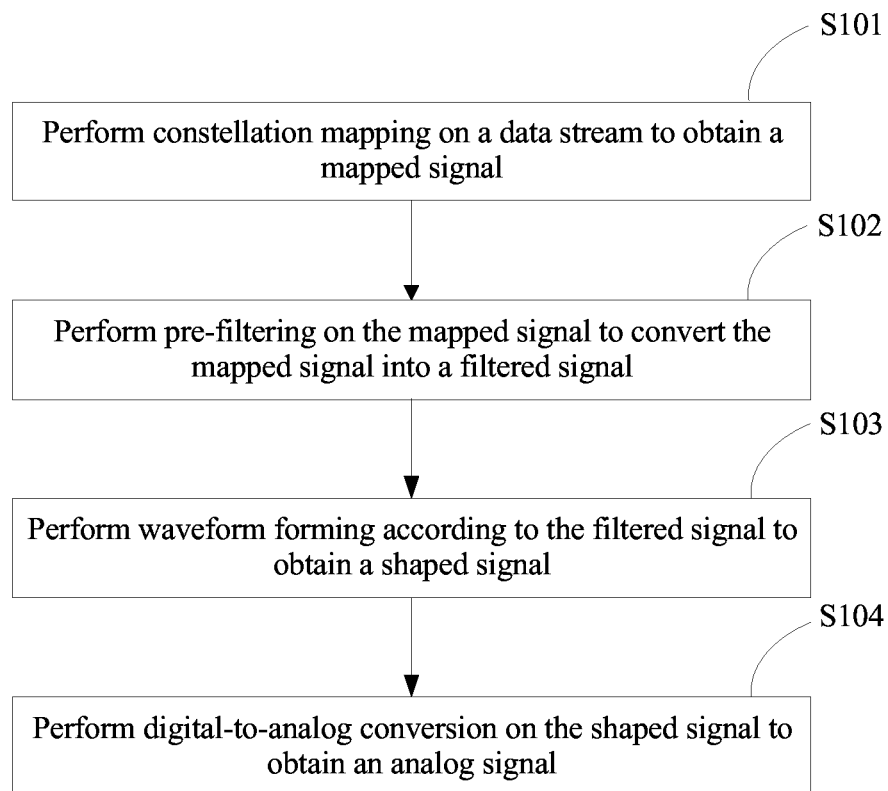 S101
Perform constellation mapping on a data stream to obtain a
mapped signal
S102
Perform pre-filtering on the mapped signal to convert the
mapped signal into a filtered signal
S103
Perform waveform forming according to the filtered signal to
obtain a shaped signal
S104
Perform digital-to-analog conversion on the shaped signal to
obtain an analog signal